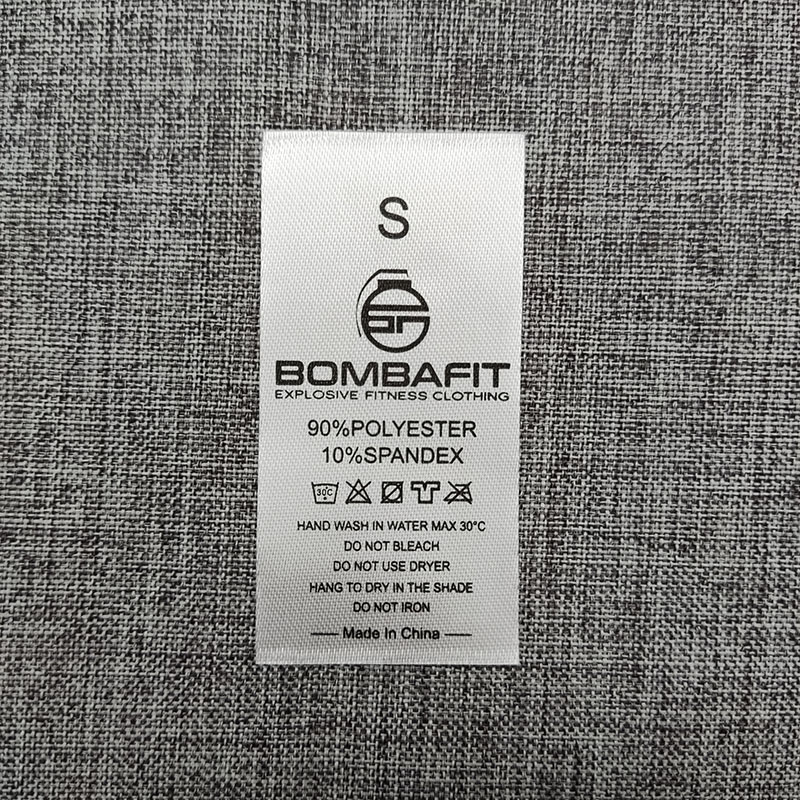 S
BOMBAFIT
EXPLOSIVE FITNESS CLOTHING
90%POLYESTER
10%SPANDEX
30°C
HAND WASH IN WATER MAX 30°C
DO NOT BLEACH
DO NOT USE DRYER
HANG TO DRY IN THE SHADE
DO NOT IRON
Made In China